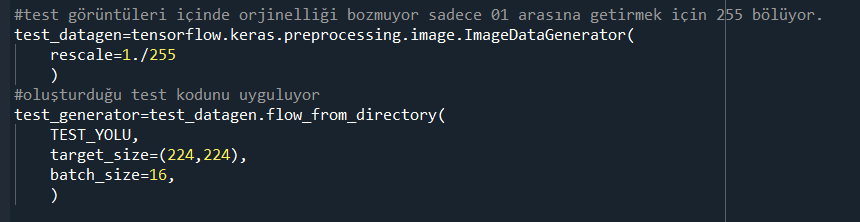 #test görüntüleri içinde orjinelliği bozmuyor sadece 01 arasına getirmek için 255 bölüyor.
test_datagen=tensorflow.keras.preprocessing.image.ImageDataGenerator(
    rescale=1./255
    )
#oluşturduğu test kodunu uyguluyor
test_generator=test_datagen.flow_from_directory(
    TEST_YOLU,
    target_size=(224,224),
    batch_size=16,
    )